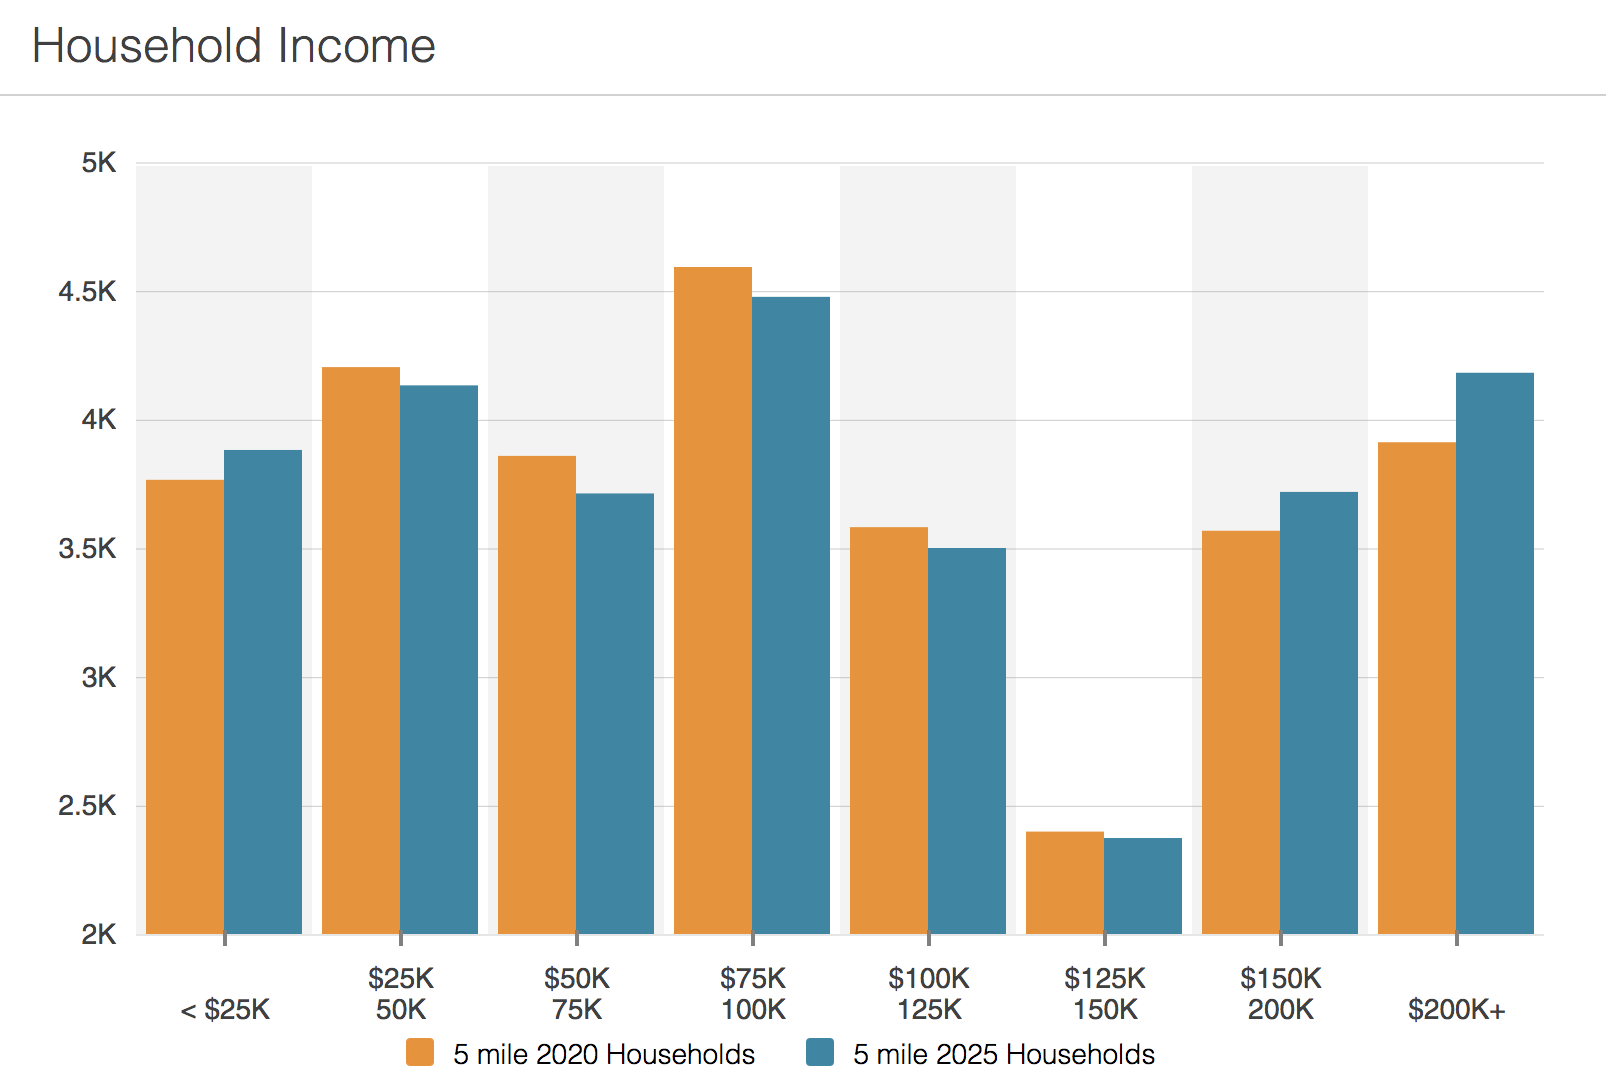 Household Income
5K
4.5K
4K
3.5K
3K
2.5K
2K
< $25K
$25K
50K
$50K
75K
$75K
100K
$100K
125K
$125K
150K
$150K
200K
$200K+
5 mile 2020 Households
5 mile 2025 Households